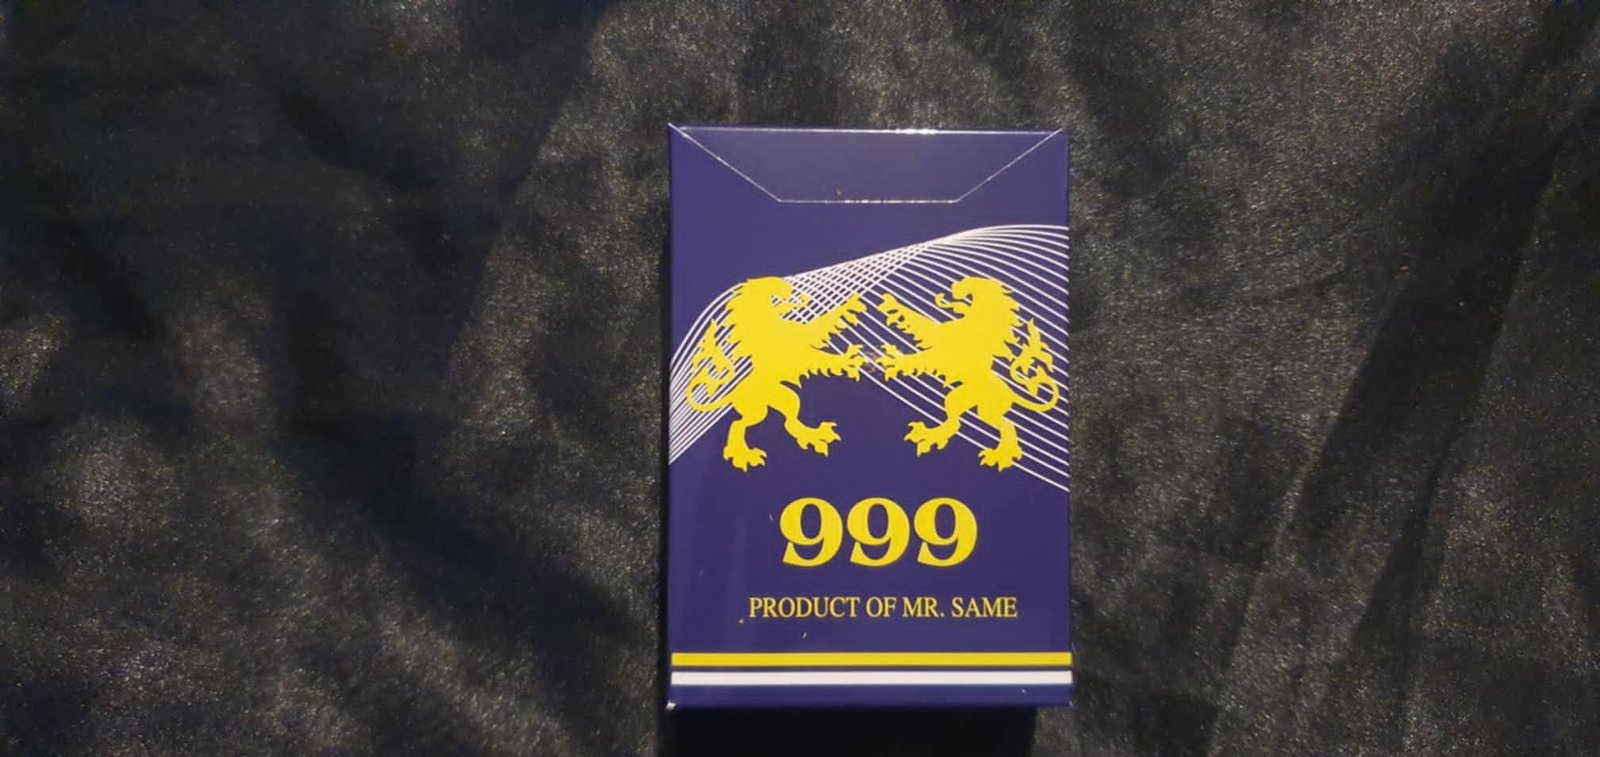 999
PRODUCT OF MR. SAME